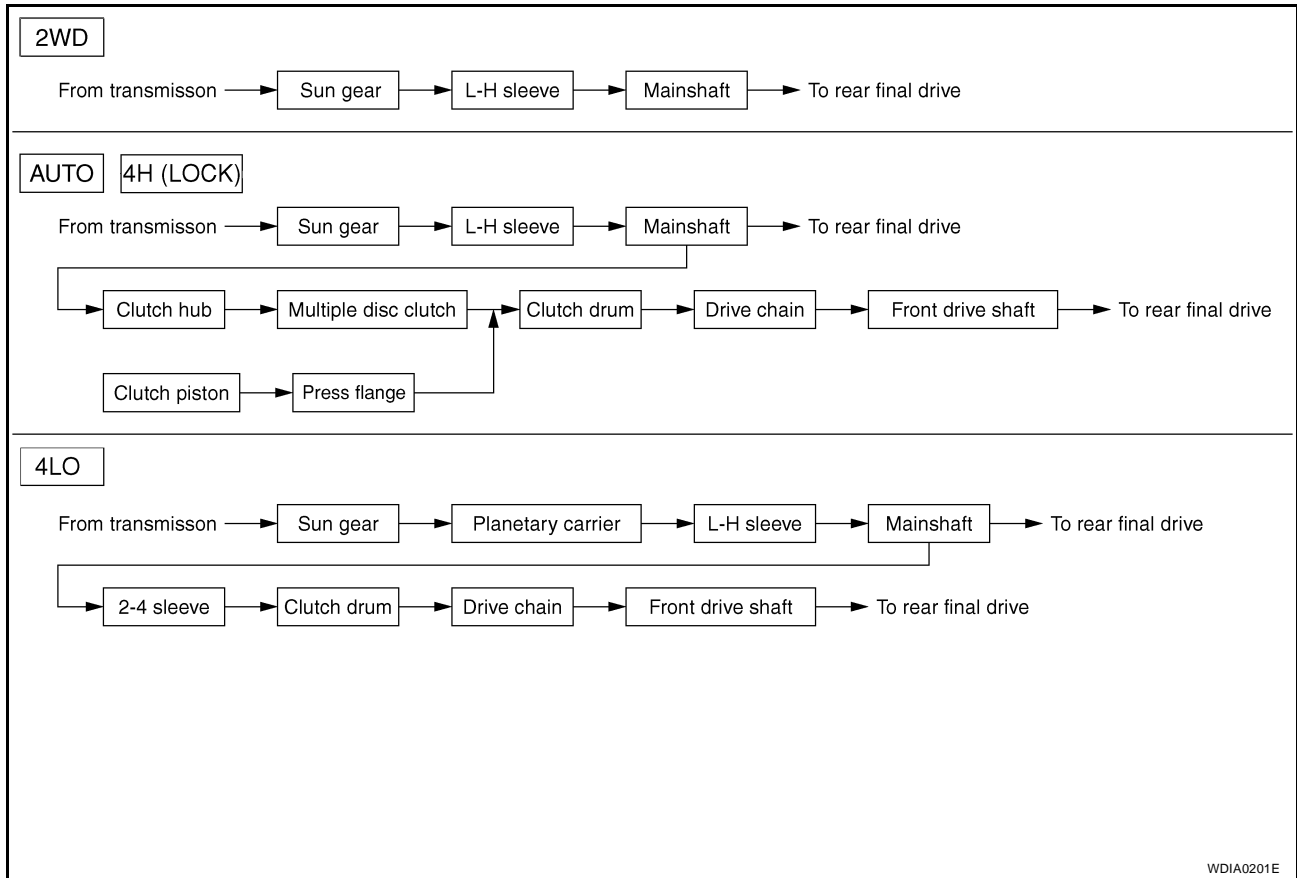 2WD
From transmisson Sun gear L-H sleeve Mainshaft To rear final drive
AUTO 4H (LOCK)
From transmisson Sun gear L-H sleeve Mainshaft To rear final drive
Clutch hub Multiple disc clutch Clutch drum Drive chain Front drive shaft To rear final drive
Clutch piston Press flange
4LO
From transmisson Sun gear Planetary carrier L-H sleeve Mainshaft To rear final drive
2-4 sleeve Clutch drum Drive chain Front drive shaft To rear final drive
WDIA0201E